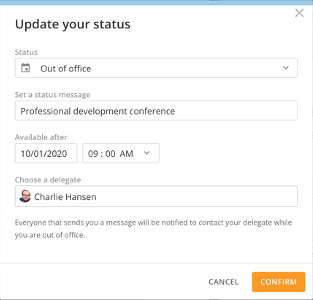 Update your status
Status
Out of office
Set a status message
Professional development conference
Available after
10/01/2020 09 : 00 AM
Choose a delegate
Charlie Hansen
Everyone that sends you a message will be notified to contact your delegate while
you are out of office.
CANCEL CONFIRM